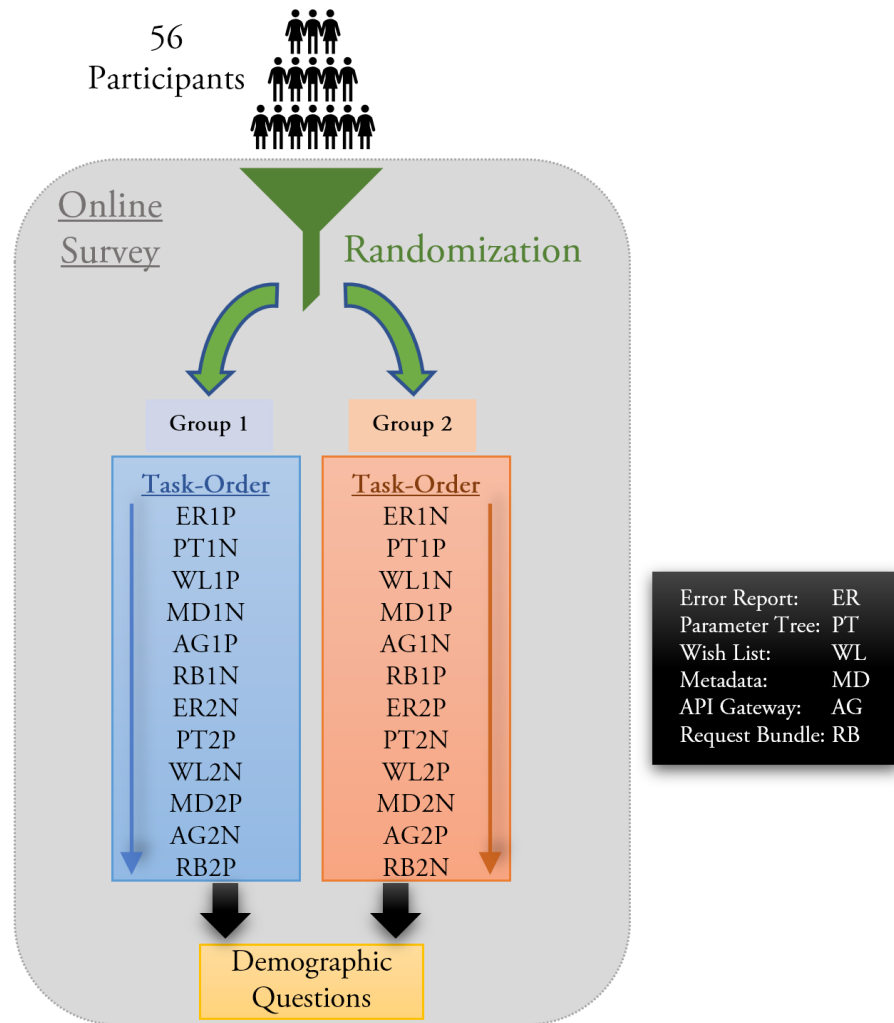 56
Participants
Online
Survey
Randomization
Group 1
Task-Order
ER1P
PT1N
WL1P
MD1N
AG1P
RB1N
ER2N
PT2P
WL2N
MD2P
AG2N
RB2P
Group 2
Task-Order
ER1N
PT1P
WL1N
MD1P
AG1N
RB1P
ER2P
PT2N
WL2P
MD2N
AG2P
RB2N
Demographic
Questions
Error Report: ER
Parameter Tree: PT
Wish List: WL
Metadata: MD
API Gateway: AG
Request Bundle: RB